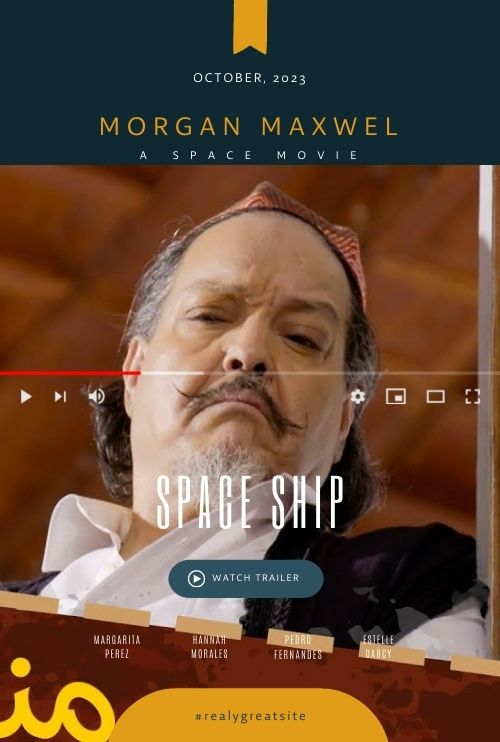 OCTOBER, 2023
MORGAN MAXWEL
A SPACE MOVIE
SPACE SHIP
WATCH TRAILER
MARGARITA PEREZ
HANNAH MORALES
PEDRO FERNANDES
ESTELLE DARCY
#realygreatsite